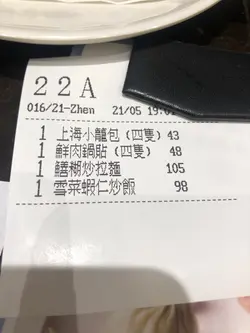 22A
016/21-Zhen 21/05 19:01
1 上海小籠包(四隻) 43
1 鮮肉鍋貼(四隻) 48
1 鱔糊炒拉麵 105
1 雪菜蝦仁炒飯 98